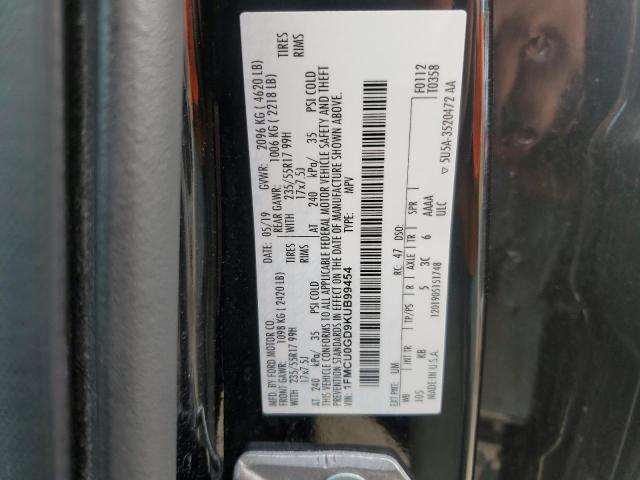 MFD. BY FORD MOTOR CO.
DATE: 05/19 GVWR: 2096 KG ( 4620 LB)
FRONT GAWR: 1098 KG ( 2420 LB) REAR GAWR: 1006 KG ( 2218 LB)
WITH 235/55R17 99H TIRES WITH 235/55R17 99H TIRES
17x7.5J RIMS 17x7.5J RIMS
AT 240 kPa/ 35 PSI COLD AT 240 kPa/ 35 PSI COLD
THIS VEHICLE CONFORMS TO ALL APPLICABLE FEDERAL MOTOR VEHICLE SAFETY AND THEFT
PREVENTION STANDARDS IN EFFECT ON THE DATE OF MANUFACTURE SHOWN ABOVE.
VIN: 1FMCU0GD9KUB99454 TYPE: MPV
F0112
T0358
EXT PNT: UM RC: 47 DSO:
WB INT TR TP/PS R AXLE TR SPR
105 KB 5 3C 6 AAAA
ULC
MADE IN U.S.A. 1201905151748
▽ 5U5A-3520472 AA